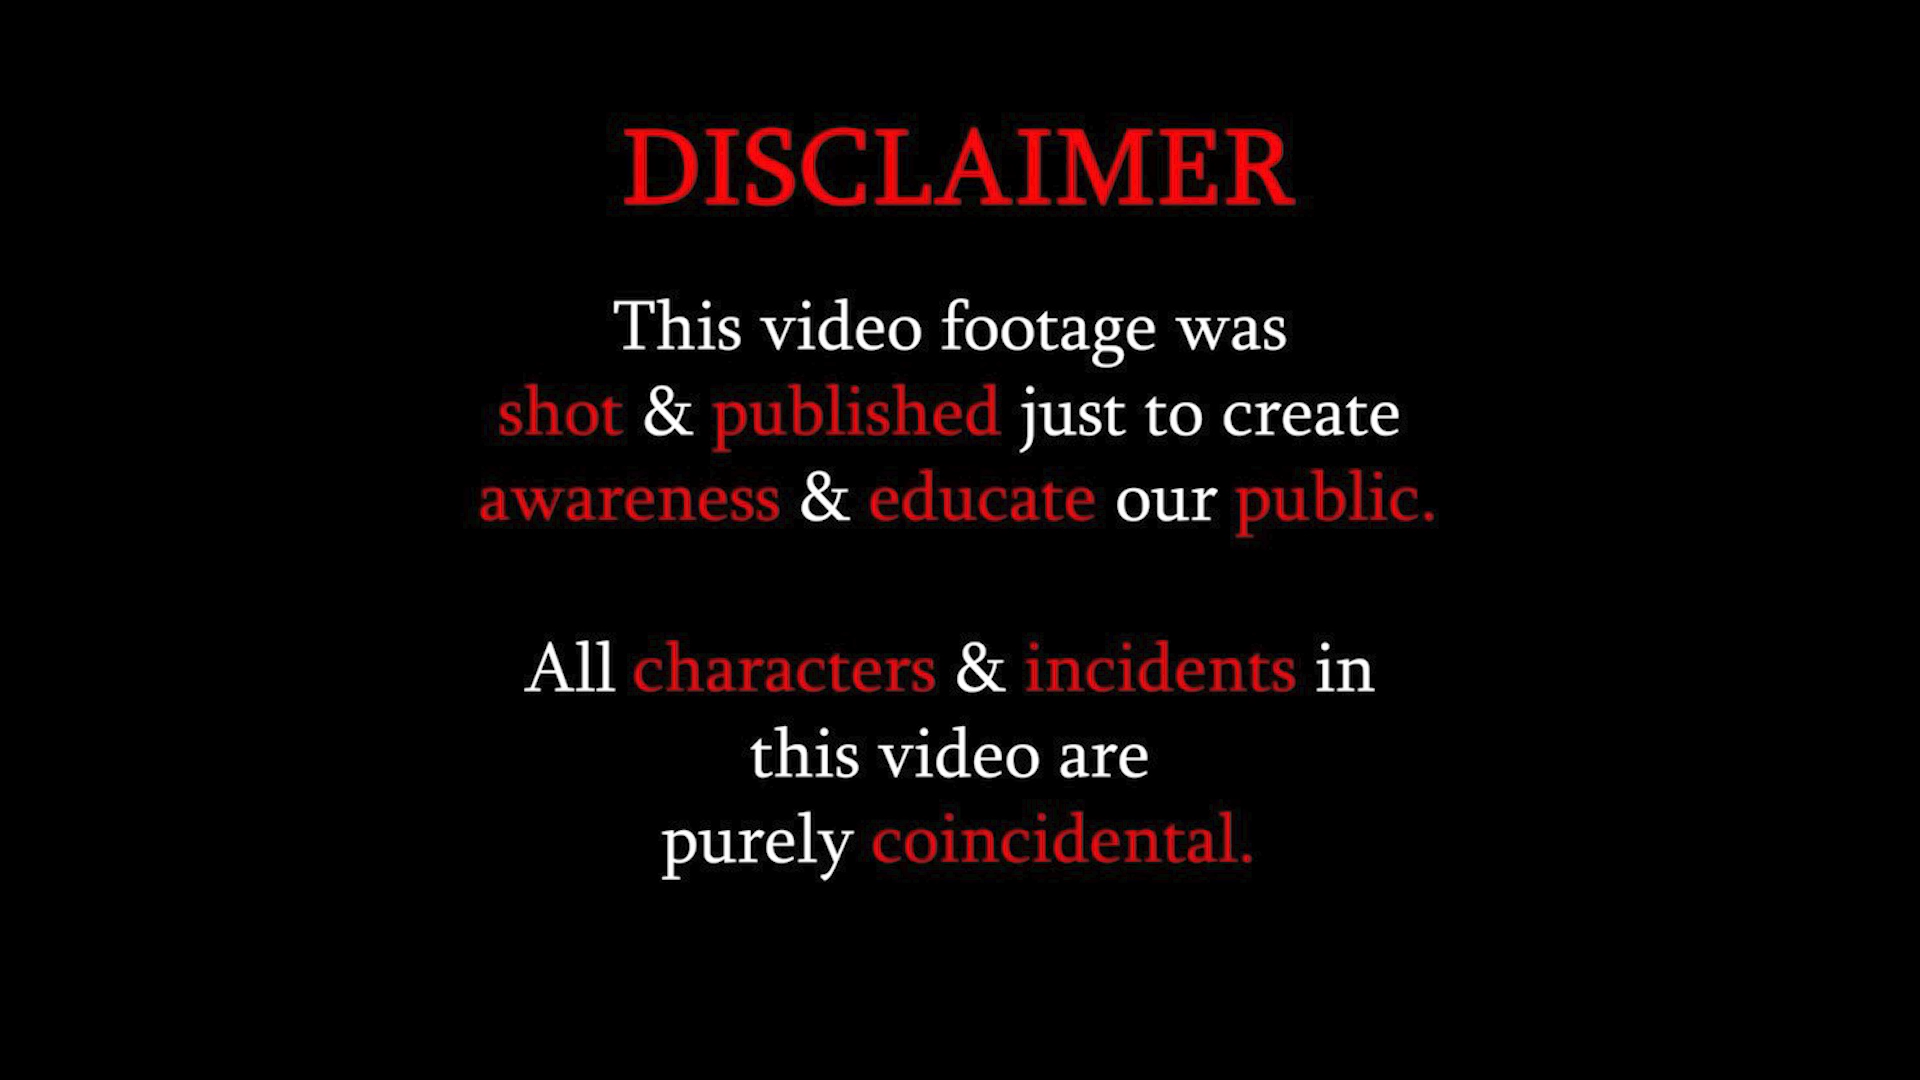 DISCLAIMER
This video footage was
shot & published just to create
awareness & educate our public.
All characters & incidents in
this video are
purely coincidental.